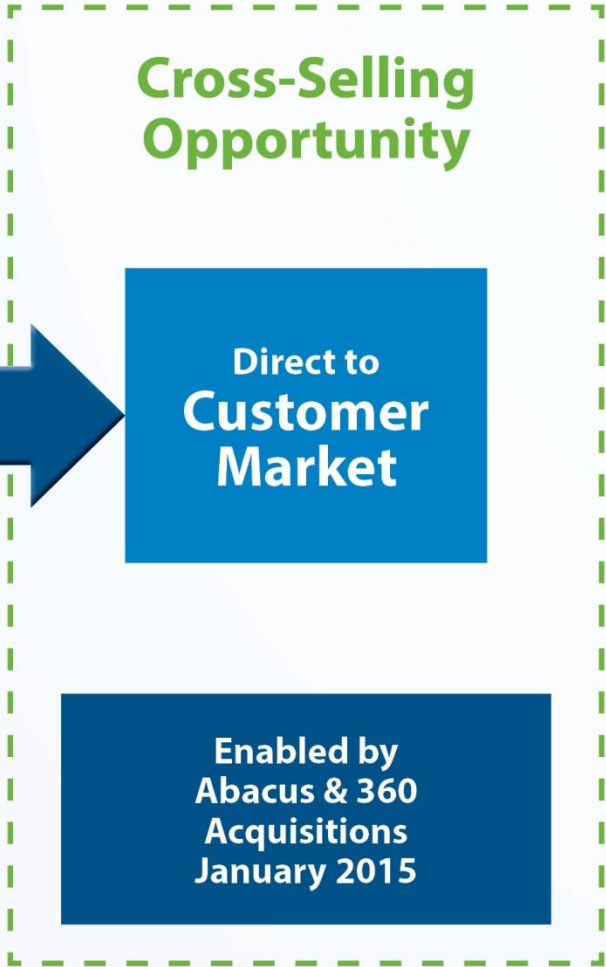 Cross-Selling
Opportunity
Direct to
Customer
Market
Enabled by
Abacus & 360
Acquisitions
January 2015